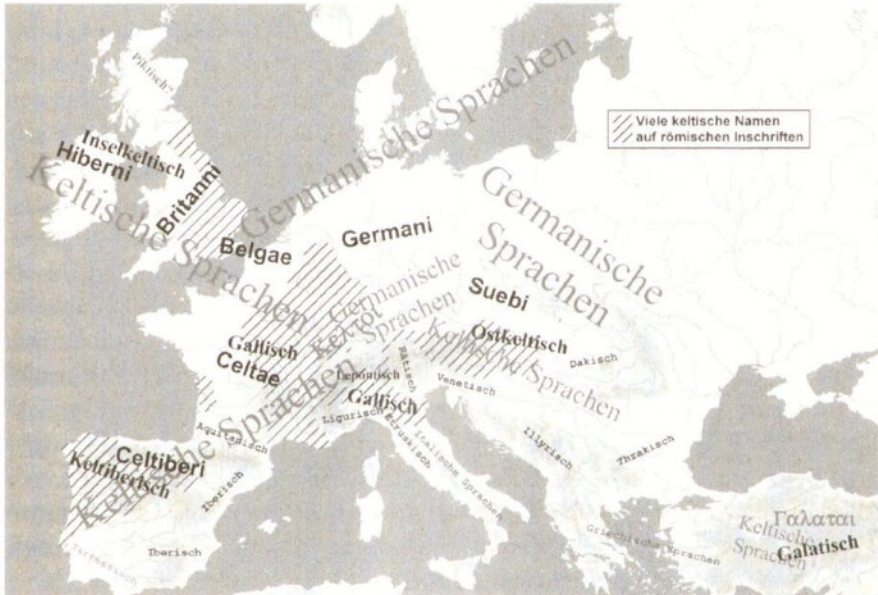 Piktisch?
Germanische Sprachen
Viele keltische Namen
auf römischen Inschriften
Inselkeltisch
Hiberni
Britanni
Keltische Sprachen
Belgae
Germani
Germanische
Sprachen
Germanische
Sprachen
Suebi
Κελτοί
Gallisch
Celtae
Ostkeltisch
Keltische Sprachen
Dakisch
Rätisch
Venetisch
Lepontisch
Gallisch
Ligurisch
Etruskisch
Italische Sprachen
Aquitanisch
Keltische Sprachen
Celtiberi
Keltiberisch
Iberisch
Iberisch
Tartessisch
Illyrisch
Thrakisch
Griechische Sprachen
Γαλαται
Keltische
Sprachen
Galatisch